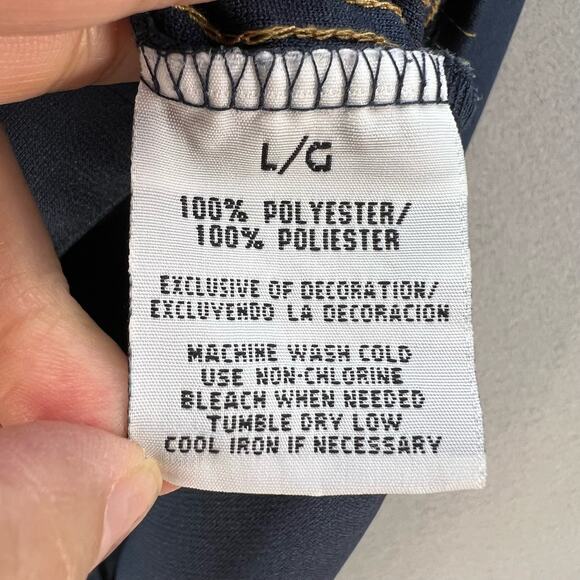 L/G
100% POLYESTER/
100% POLIESTER
EXCLUSIVE OF DECORATION/
EXCLUYENDO LA DECORACION
MACHINE WASH COLD
USE NON-CHLORINE
BLEACH WHEN NEEDED
TUMBLE DRY LOW
COOL IRON IF NECESSARY